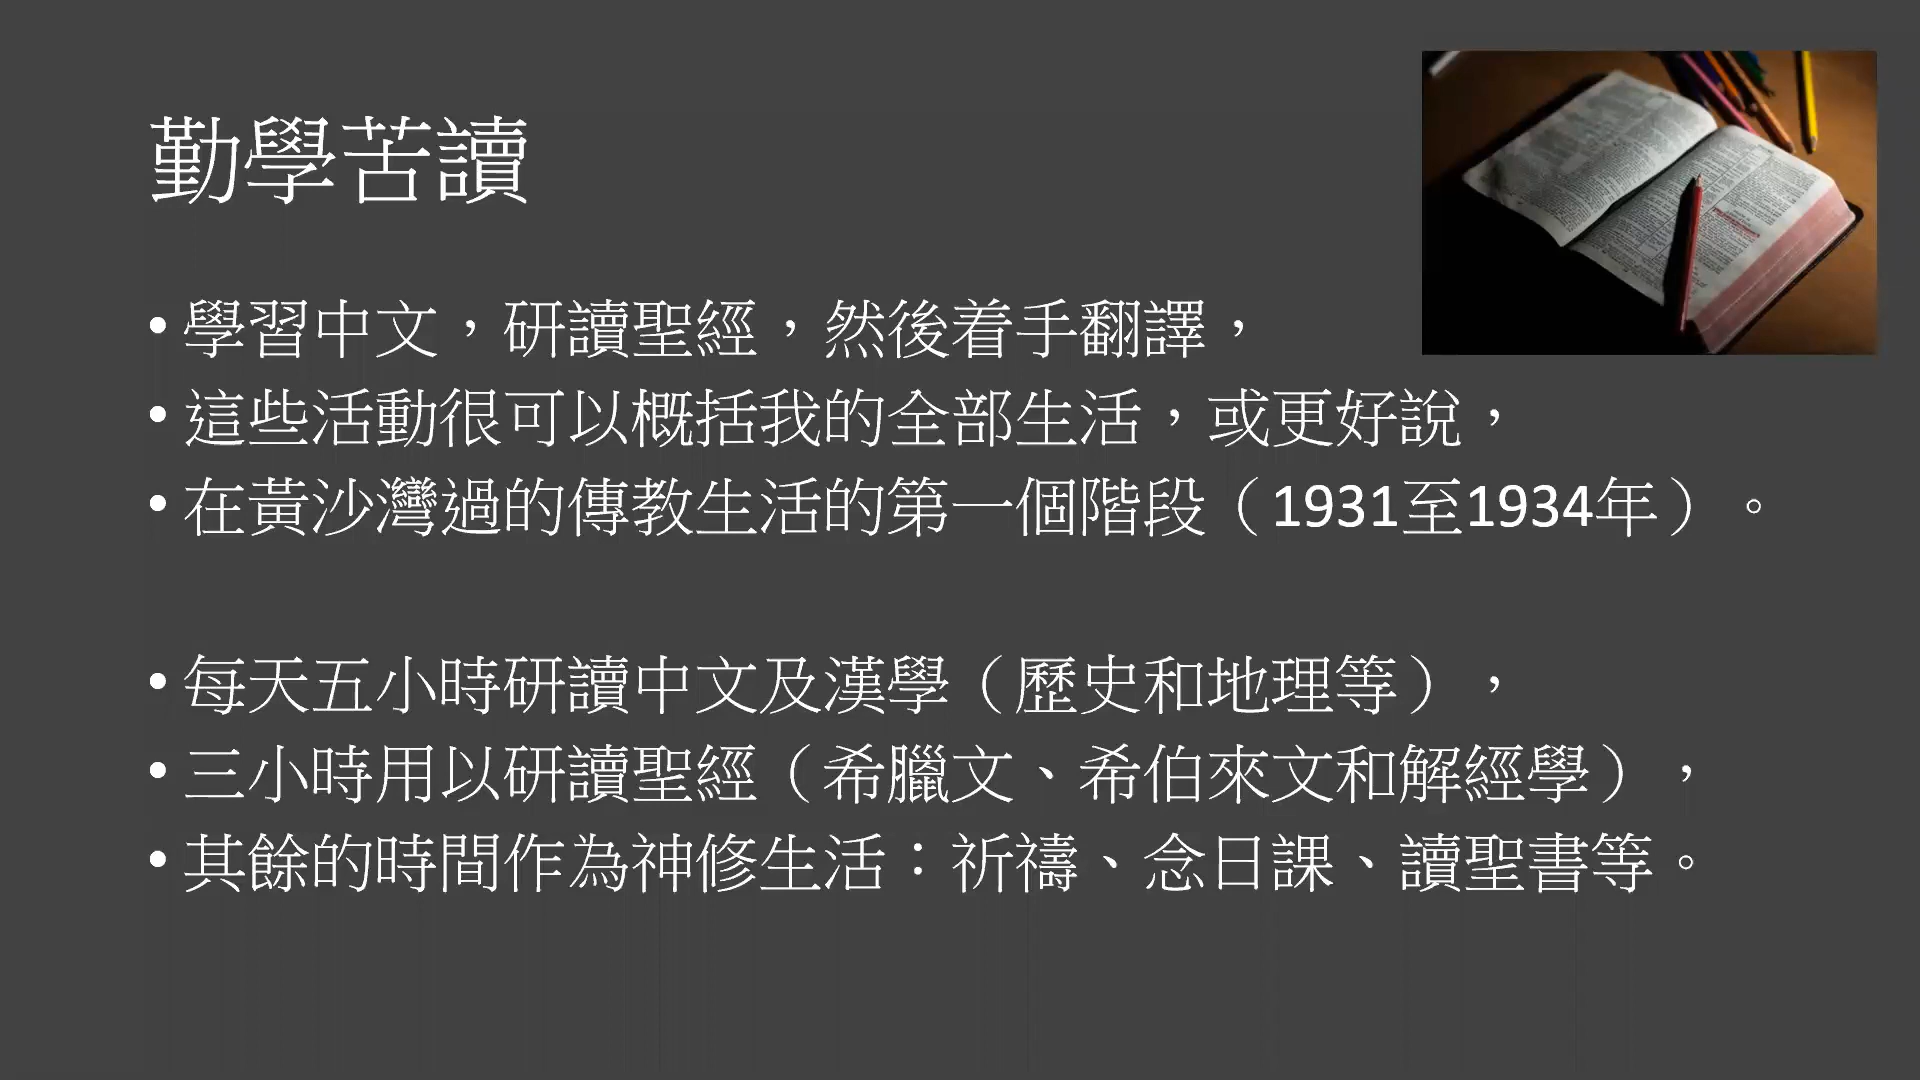 勤學苦讀
• 學習中文，研讀聖經，然後着手翻譯，
• 這些活動很可以概括我的全部生活，或更好說，
• 在黃沙灣過的傳教生活的第一個階段（1931至1934年）。
• 每天五小時研讀中文及漢學（歷史和地理等），
• 三小時用以研讀聖經（希臘文、希伯來文和解經學），
• 其餘的時間作為神修生活：祈禱、念日課、讀聖書等。